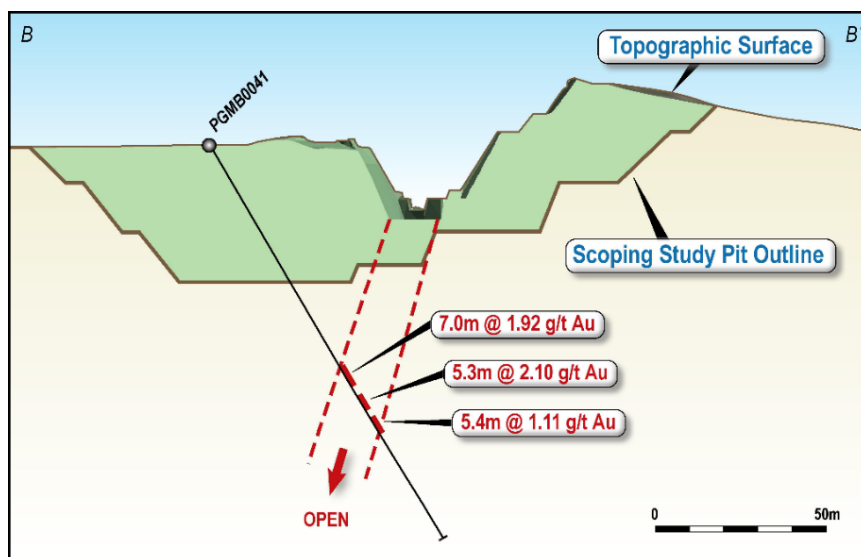 B
B'
Topographic Surface
PGMB0041
Scoping Study Pit Outline
7.0m @ 1.92 g/t Au
5.3m @ 2.10 g/t Au
5.4m @ 1.11 g/t Au
OPEN
0
50m